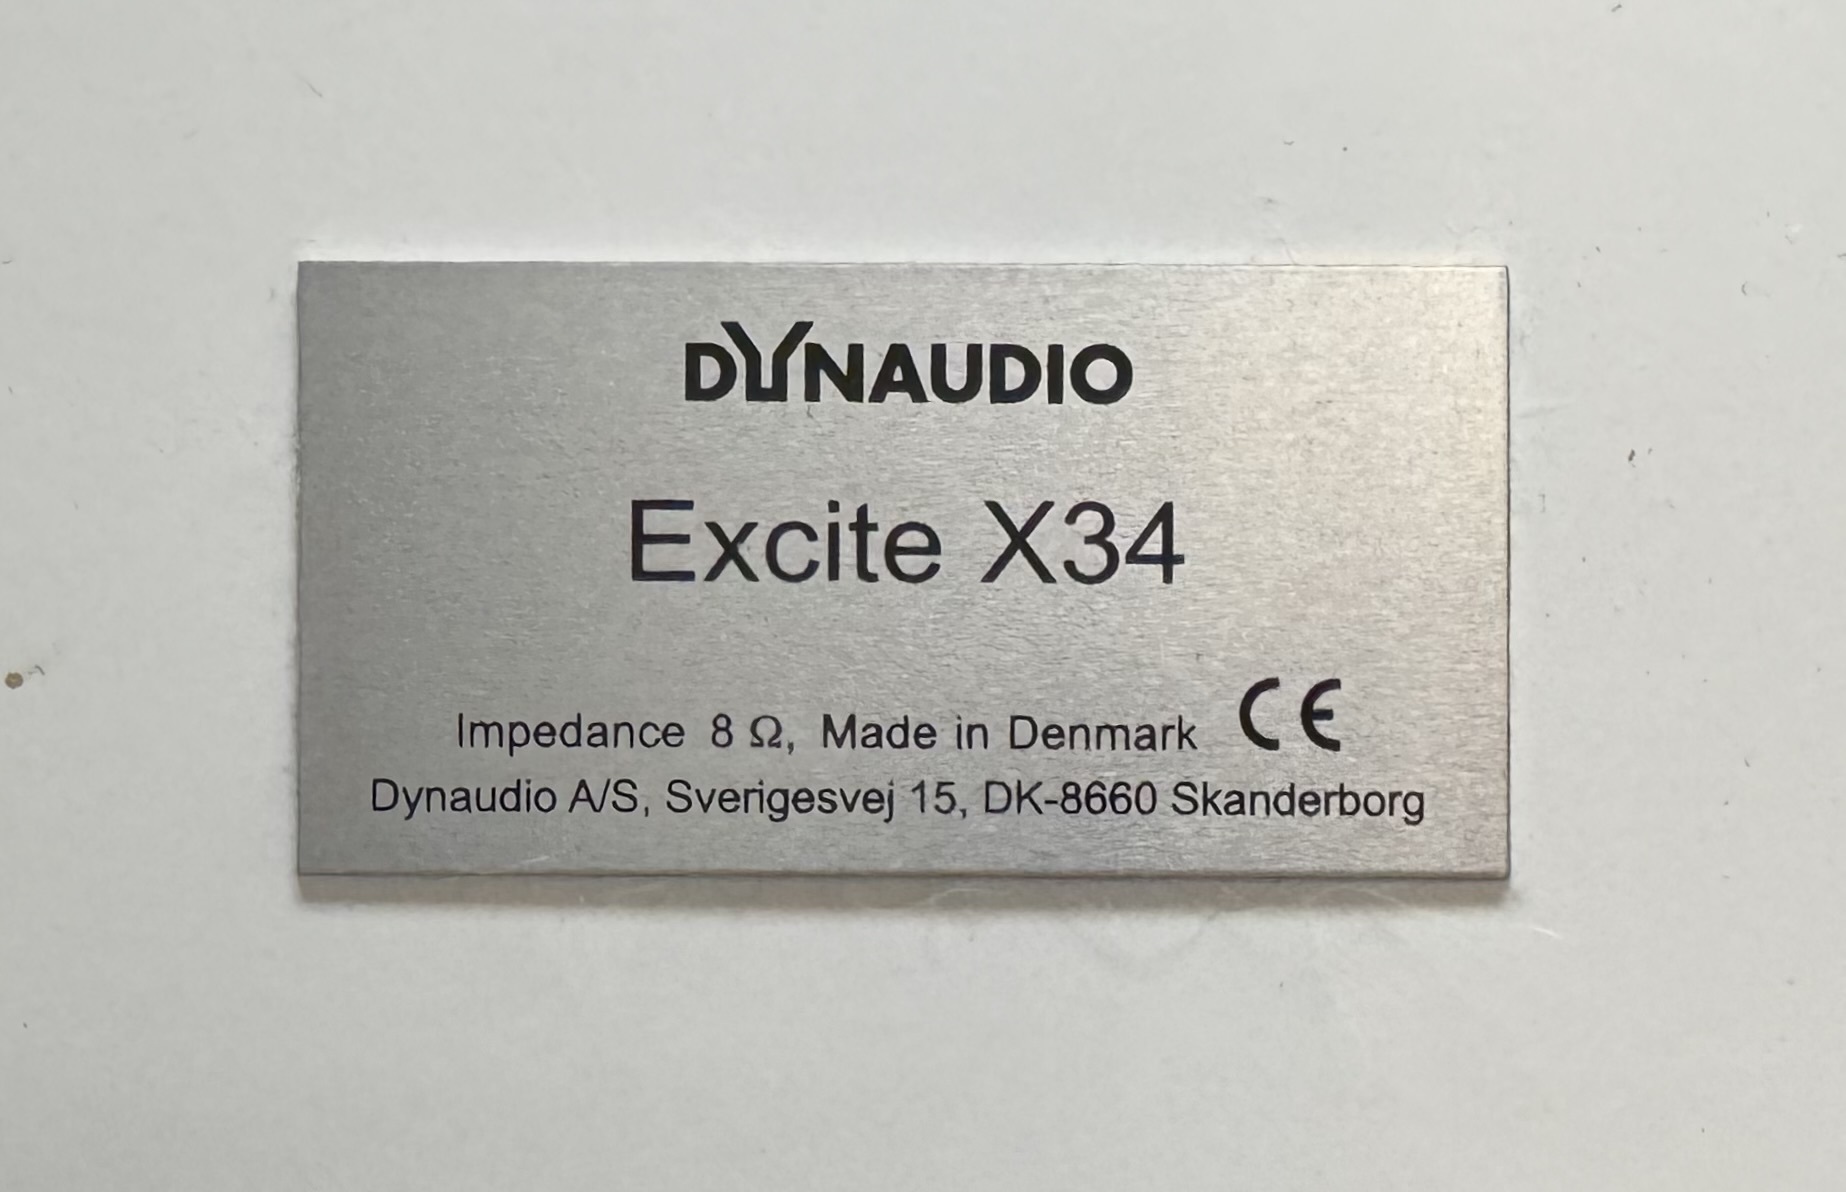 DYNAUDIO
Excite X34
Impedance 8 Ω, Made in Denmark CE
Dynaudio A/S, Sverigesvej 15, DK-8660 Skanderborg